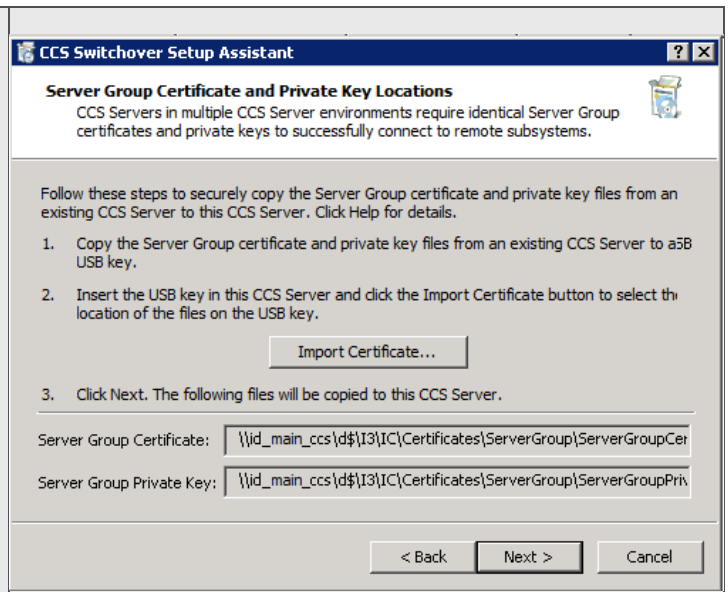 CCS Switchover Setup Assistant
Server Group Certificate and Private Key Locations
CCS Servers in multiple CCS Server environments require identical Server Group
certificates and private keys to successfully connect to remote subsystems.
Follow these steps to securely copy the Server Group certificate and private key files from an
existing CCS Server to this CCS Server. Click Help for details.
1. Copy the Server Group certificate and private key files from an existing CCS Server to a5B
USB key.
2. Insert the USB key in this CCS Server and click the Import Certificate button to select the
location of the files on the USB key.
Import Certificate...
3. Click Next. The following files will be copied to this CCS Server.
Server Group Certificate: \\id_main_ccs\d$\I3\IC\Certificates\ServerGroup\ServerGroupCer
Server Group Private Key: \\id_main_ccs\d$\I3\IC\Certificates\ServerGroup\ServerGroupPriv
< Back Next > Cancel